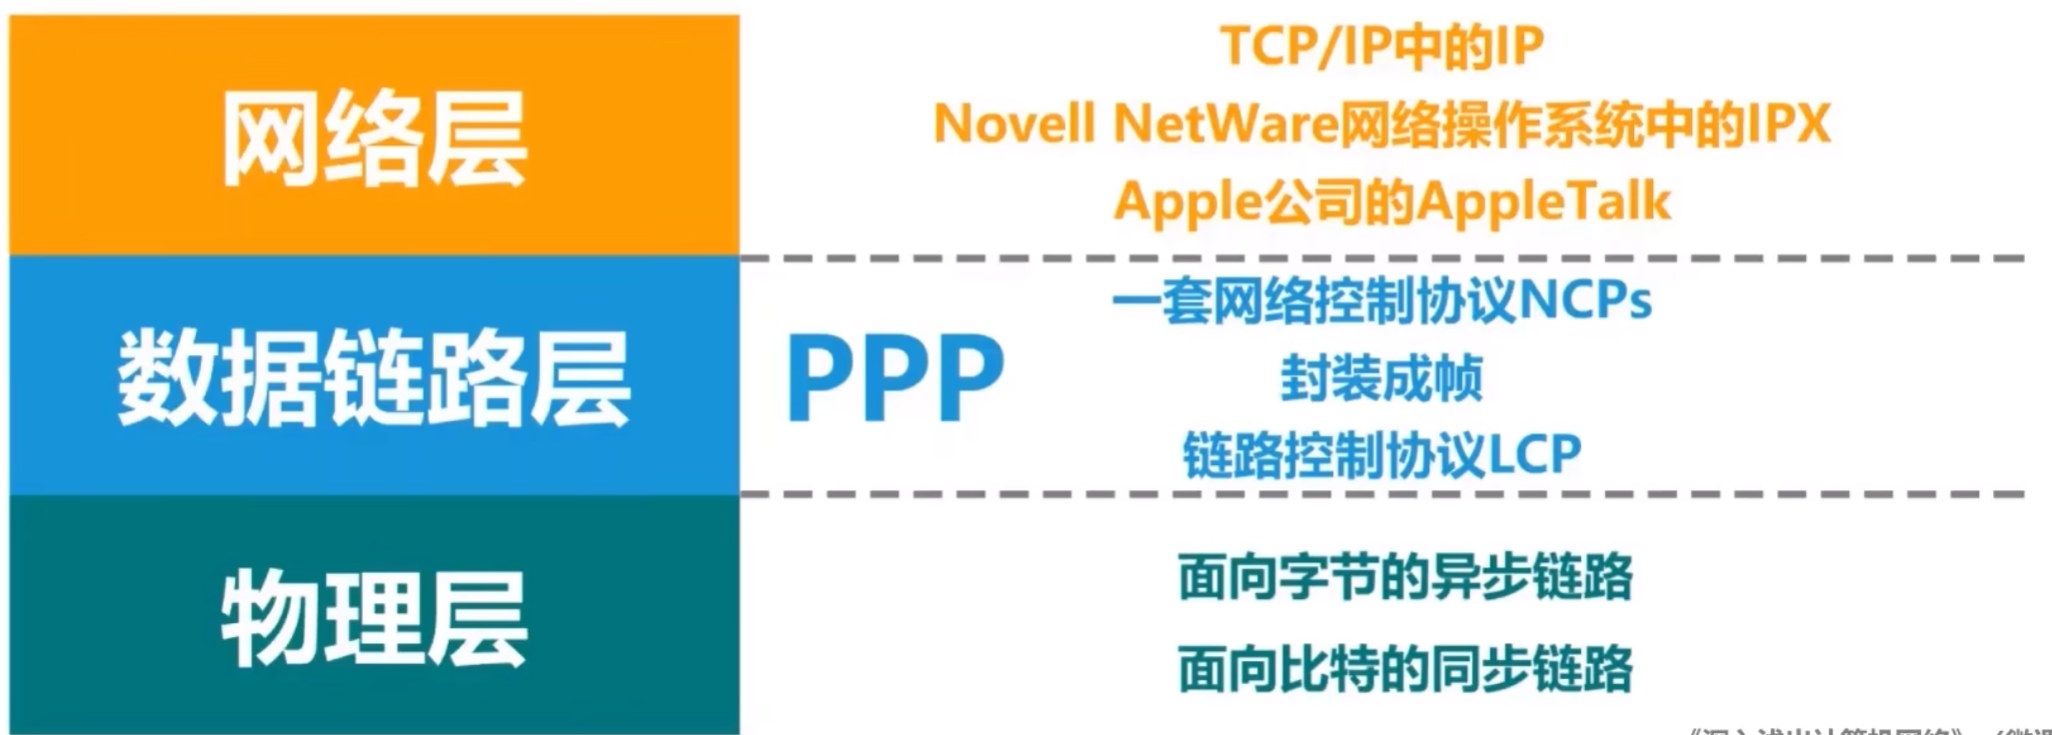 网络层
TCP/IP中的IP
Novell NetWare网络操作系统中的IPX
Apple公司的AppleTalk
数据链路层
PPP
一套网络控制协议NCPs
封装成帧
链路控制协议LCP
物理层
面向字节的异步链路
面向比特的同步链路